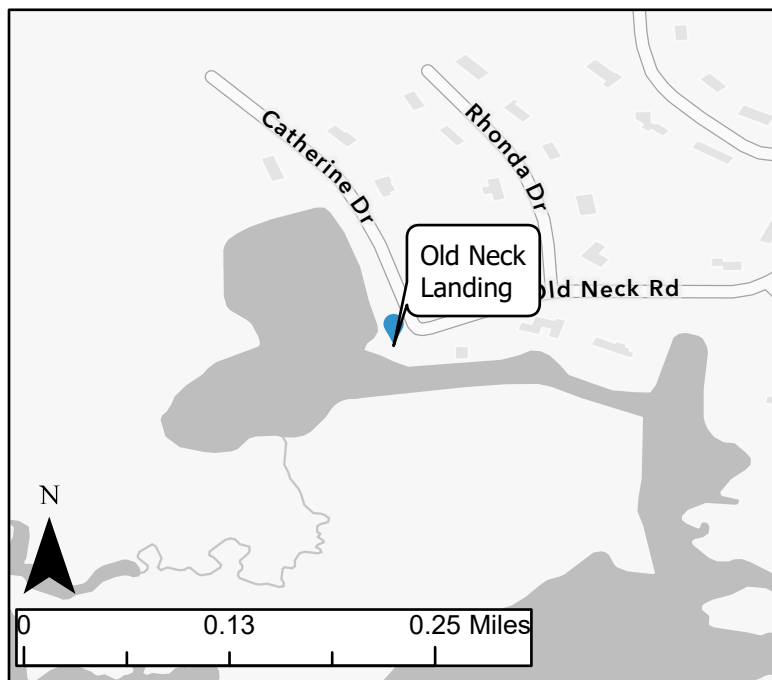 Catherine Dr
Rhonda Dr
Old Neck
Landing
Old Neck Rd
N
0 0.13 0.25 Miles